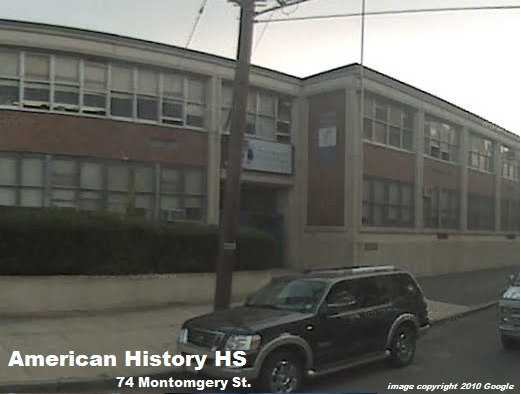 American History HS
74 Montomgery St.
image copyright 2010 Google